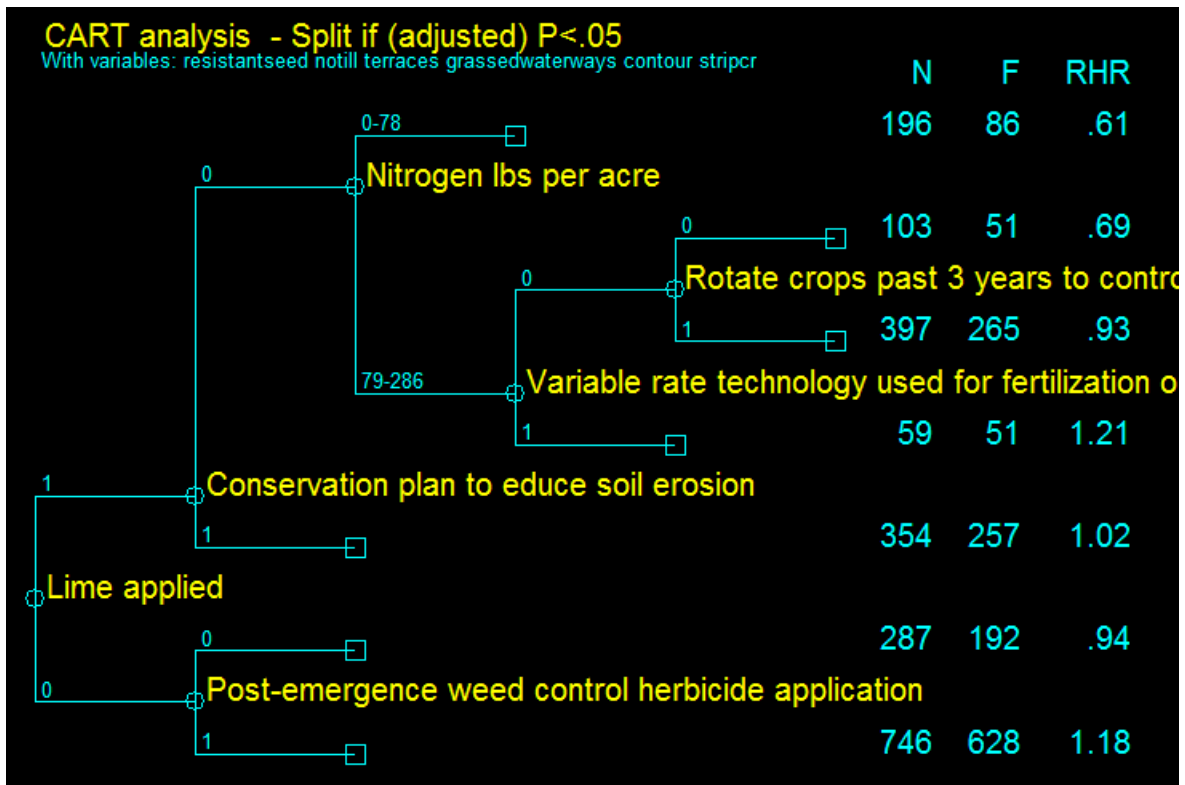 CART analysis - Split if (adjusted) P<.05
With variables: resistantseed notill terraces grassedwaterways contour stripcr
N F RHR
0-78
196 86 .61
0
Nitrogen lbs per acre
0
103 51 .69
0
Rotate crops past 3 years to contro
1
397 265 .93
79-286
Variable rate technology used for fertilization o
1
59 51 1.21
1
Conservation plan to educe soil erosion
1
354 257 1.02
Lime applied
0
287 192 .94
0
Post-emergence weed control herbicide application
1
746 628 1.18